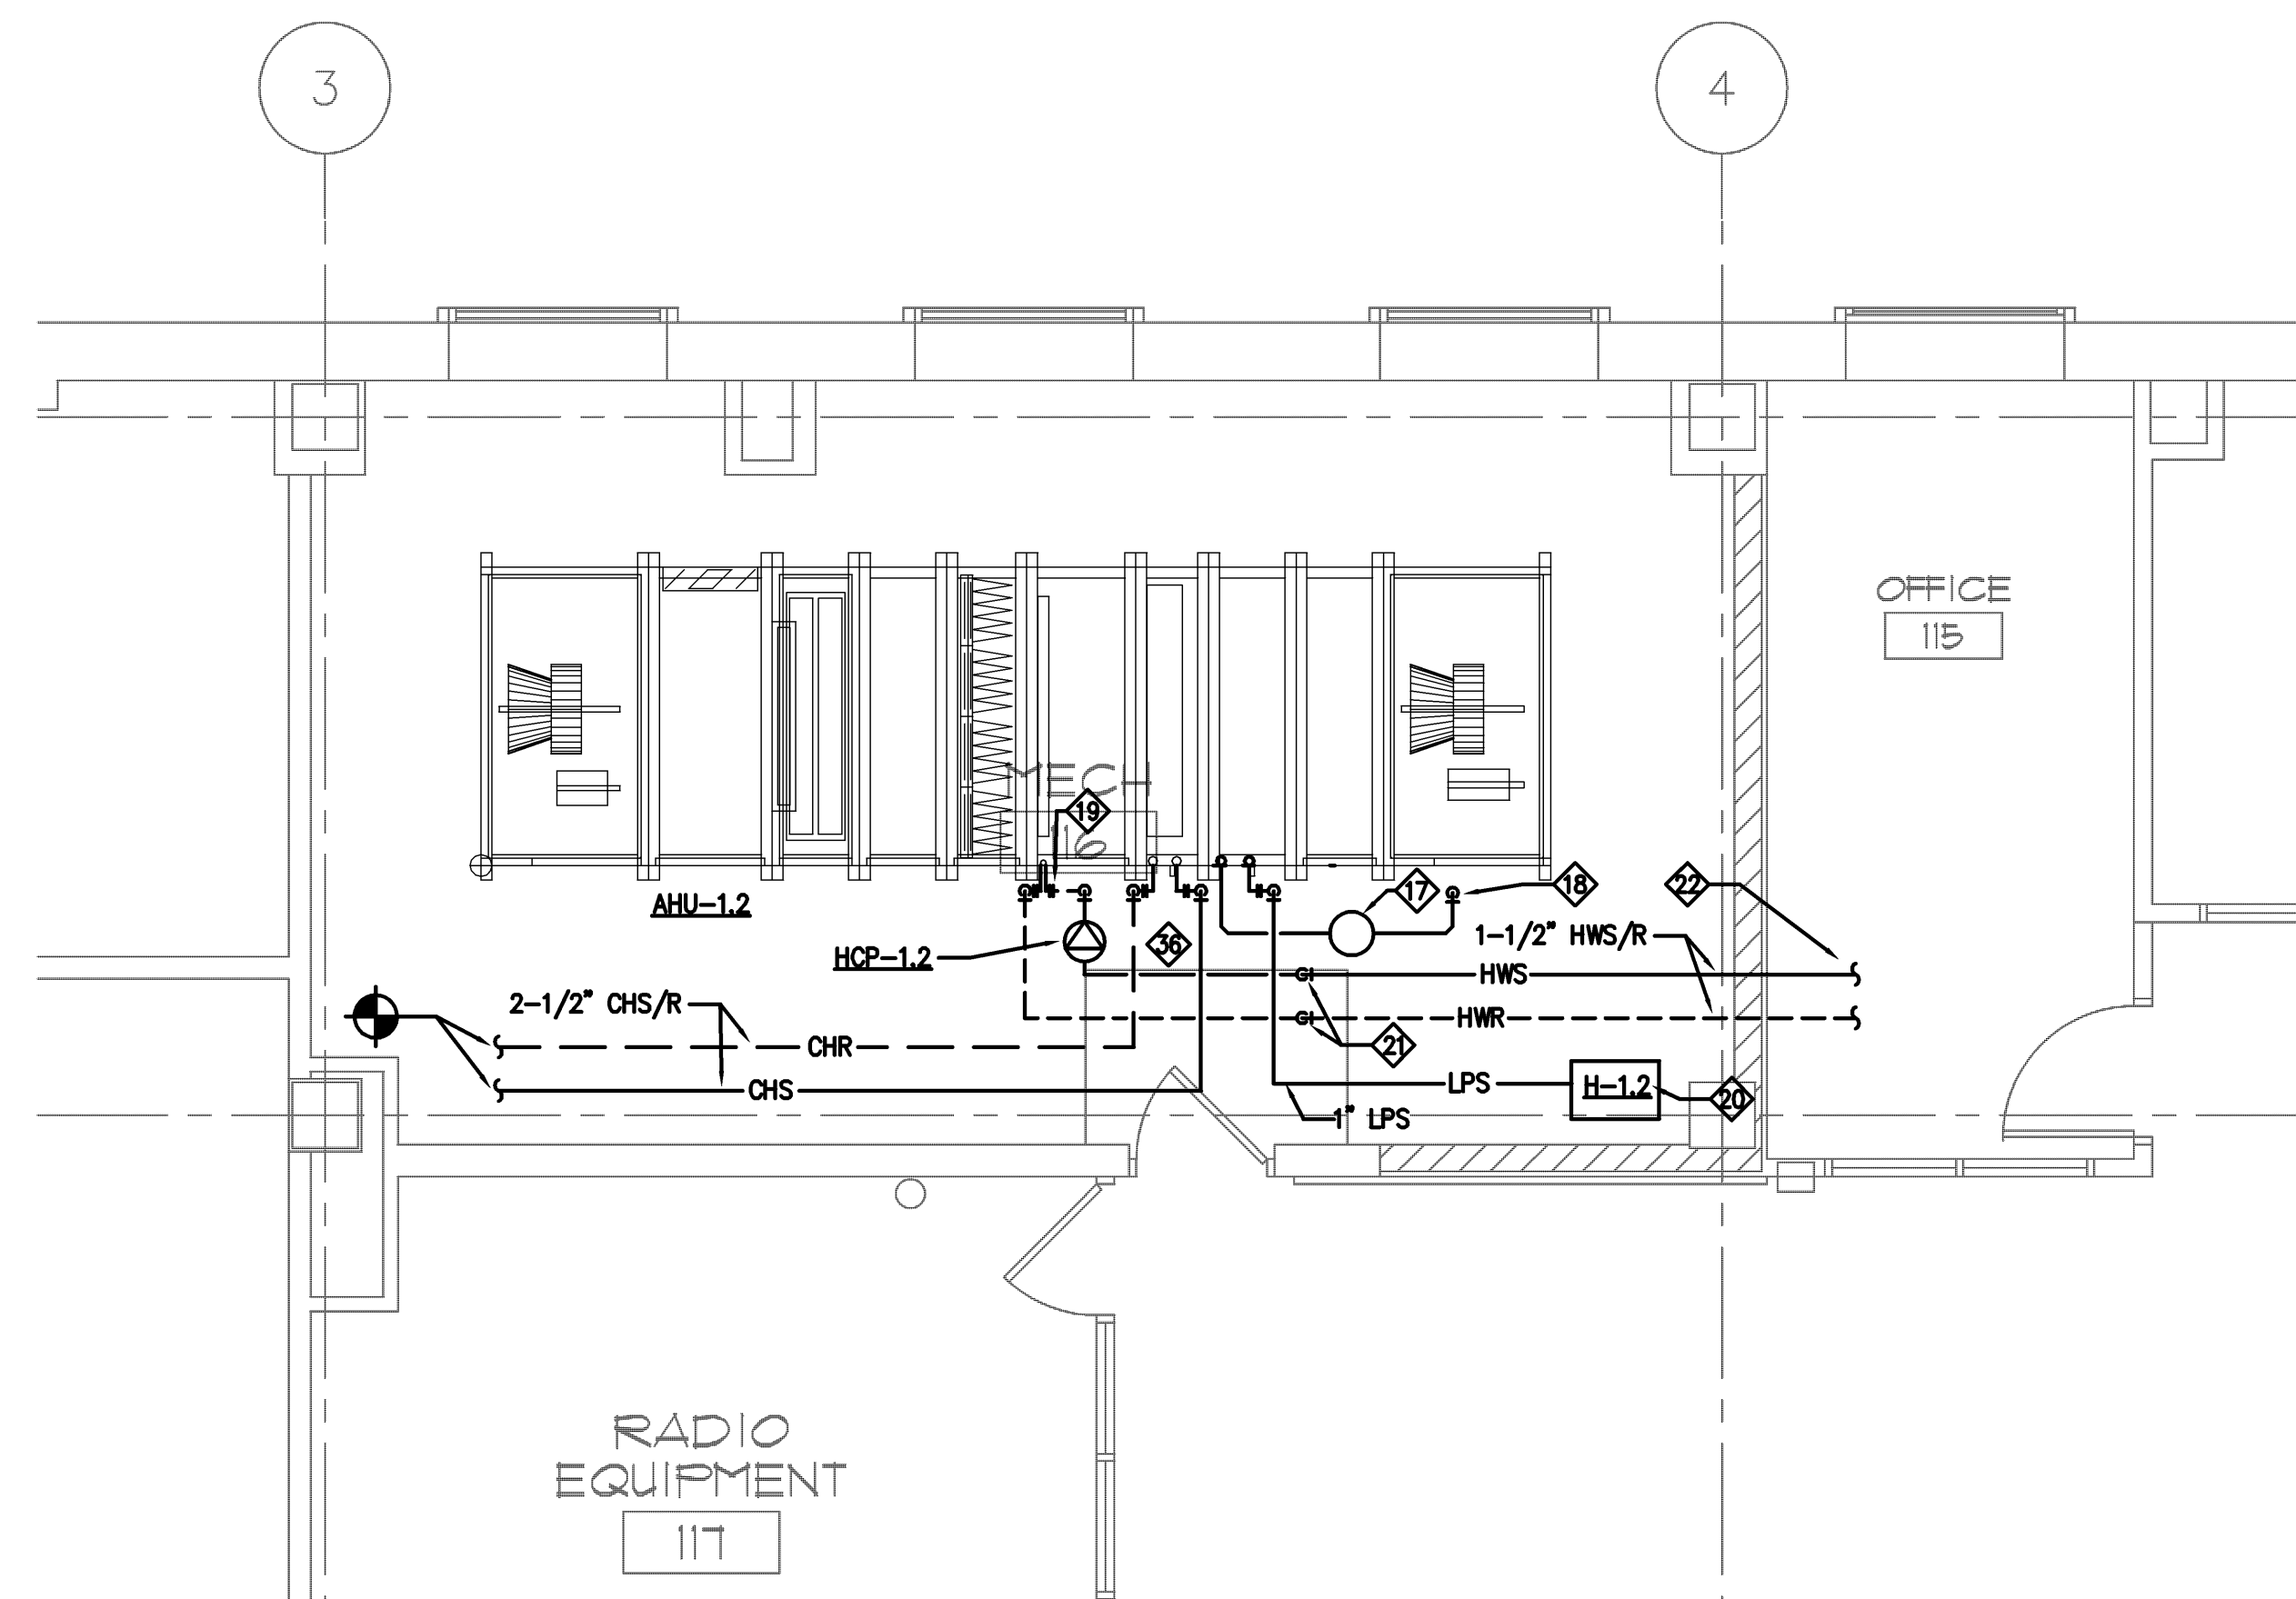 3
4
OFFICE
115
MECH
116
19
AHU-1.2
17
18
22
36
1-1/2" HWS/R
HCP-1.2
HWS
2-1/2" CHS/R
HWR
CHR
21
CHS
LPS
H-1.2
20
1" LPS
RADIO
EQUIPMENT
117